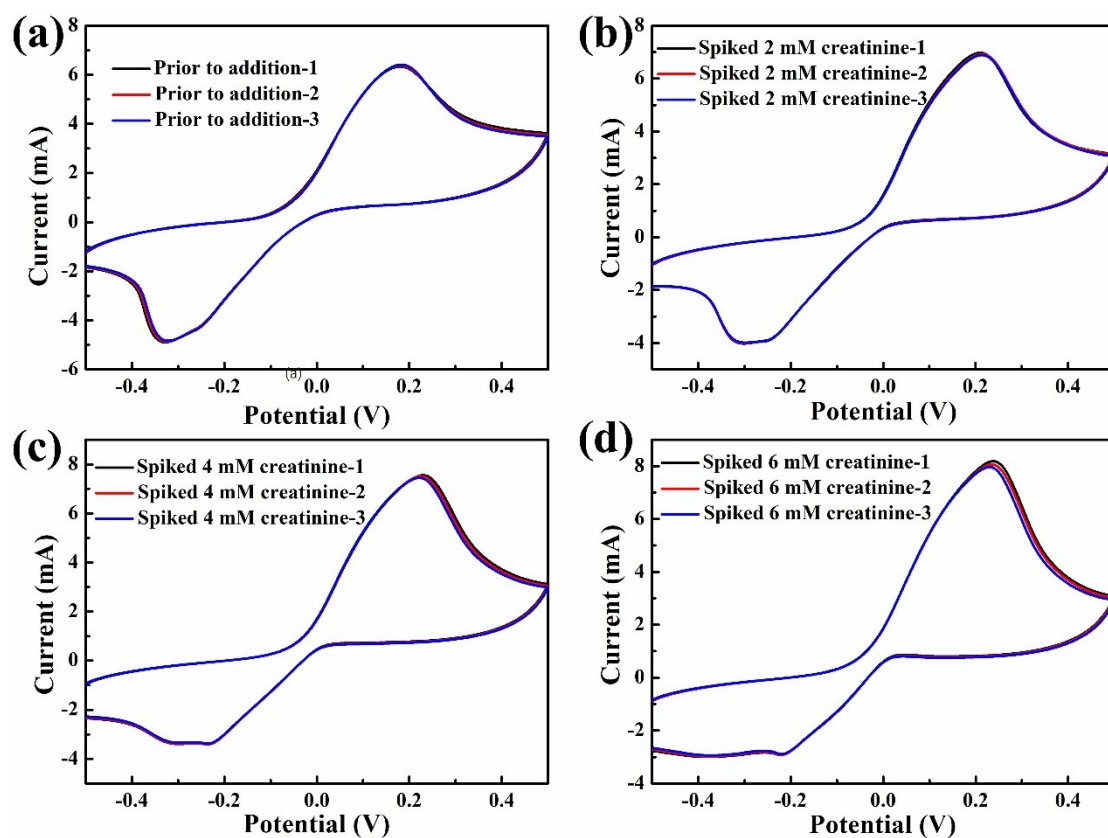 (a)
Prior to addition-1
Prior to addition-2
Prior to addition-3
8
6
4
2
0
-2
-4
-6
Current (mA)
-0.4
-0.2
0.0
0.2
0.4
(a)
Potential (V)
(b)
Spiked 2 mM creatinine-1
Spiked 2 mM creatinine-2
Spiked 2 mM creatinine-3
8
6
4
2
0
-2
-4
Current (mA)
-0.4
-0.2
0.0
0.2
0.4
Potential (V)
(c)
Spiked 4 mM creatinine-1
Spiked 4 mM creatinine-2
Spiked 4 mM creatinine-3
8
6
4
2
0
-2
-4
Current (mA)
-0.4
-0.2
0.0
0.2
0.4
Potential (V)
(d)
Spiked 6 mM creatinine-1
Spiked 6 mM creatinine-2
Spiked 6 mM creatinine-3
8
6
4
2
0
-2
-4
Current (mA)
-0.4
-0.2
0.0
0.2
0.4
Potential (V)